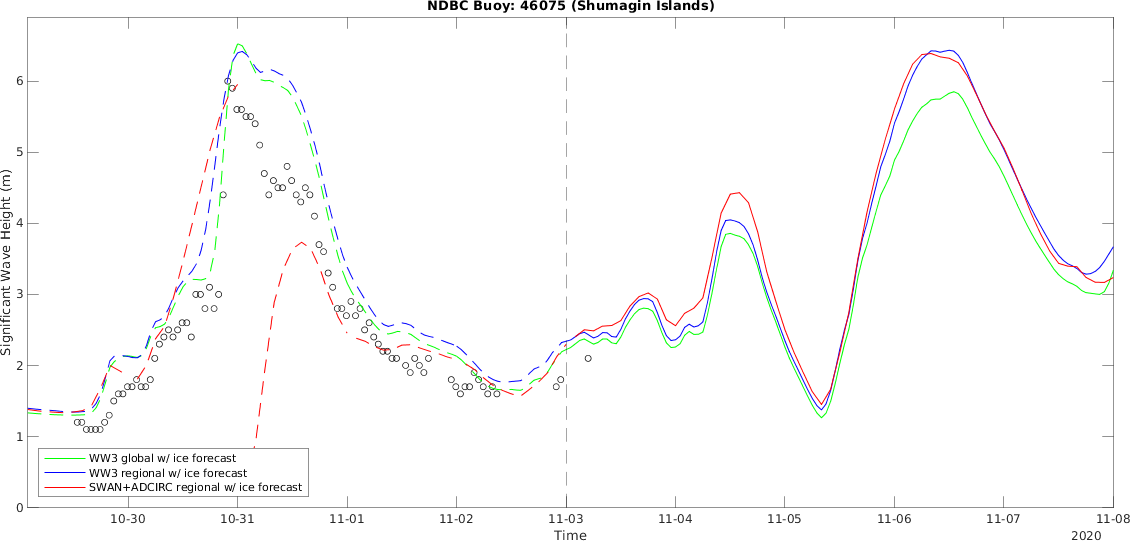 NDBC Buoy: 46075 (Shumagin Islands)
Significant Wave Height (m)
6
5
4
3
2
1
0
WW3 global w/ ice forecast
WW3 regional w/ ice forecast
SWAN+ADCIRC regional w/ ice forecast
10-30 10-31 11-01 11-02 11-03 11-04 11-05 11-06 11-07 11-08
Time
2020